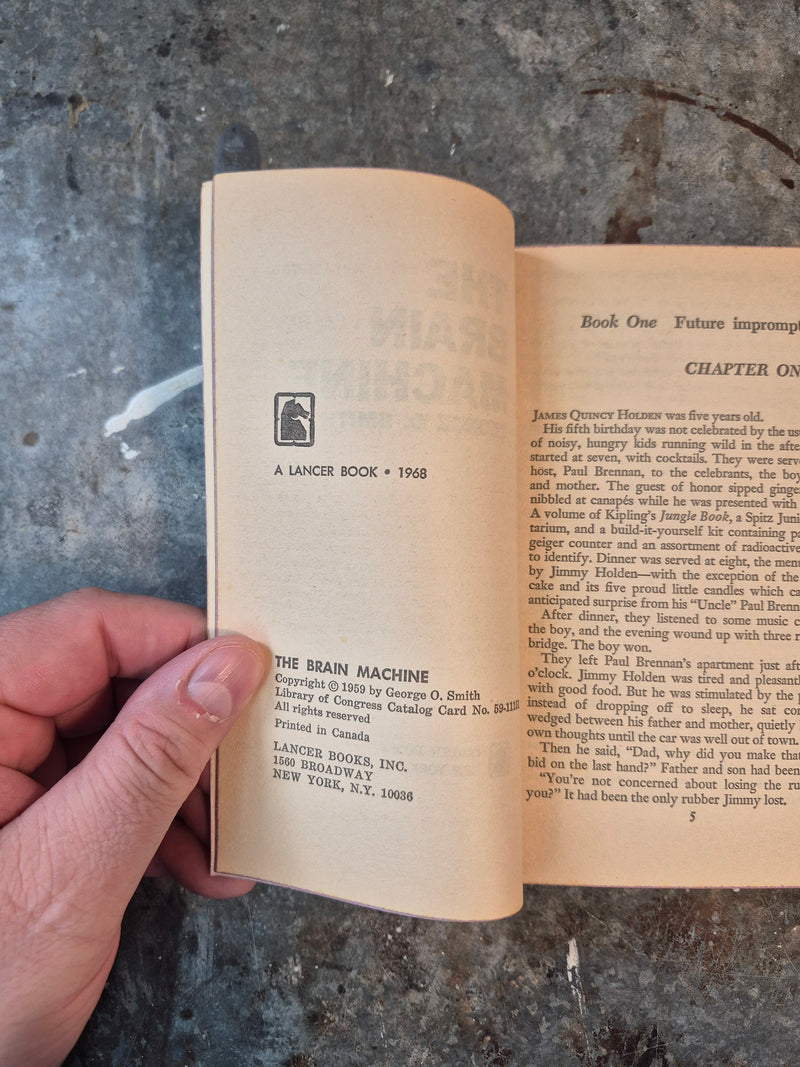 A LANCER BOOK • 1968
THE BRAIN MACHINE
Copyright © 1959 by George O. Smith
Library of Congress Catalog Card No. 59-111
All rights reserved
Printed in Canada
LANCER BOOKS, INC.
1560 BROADWAY
NEW YORK, N.Y. 10036
Book One Future imprompt
CHAPTER ON
JAMES QUINCY HOLDEN was five years old.
His fifth birthday was not celebrated by the us
of noisy, hungry kids running wild in the afte
started at seven, with cocktails. They were serv
host, Paul Brennan, to the celebrants, the boy
and mother. The guest of honor sipped ginge
nibbled at canapés while he was presented with
A volume of Kipling's Jungle Book, a Spitz Juni
tarium, and a build-it-yourself kit containing pa
geiger counter and an assortment of radioactive
to identify. Dinner was served at eight, the menu
by Jimmy Holden—with the exception of the
cake and its five proud little candles which ca
anticipated surprise from his "Uncle" Paul Brenn
After dinner, they listened to some music c
the boy, and the evening wound up with three r
bridge. The boy won.
They left Paul Brennan's apartment just aft
o'clock. Jimmy Holden was tired and pleasant
with good food. But he was stimulated by the
instead of dropping off to sleep, he sat com
wedged between his father and mother, quietly
own thoughts until the car was well out of town.
Then he said, "Dad, why did you make that
bid on the last hand?" Father and son had been
"You're not concerned about losing the ru
you?" It had been the only rubber Jimmy lost.
5